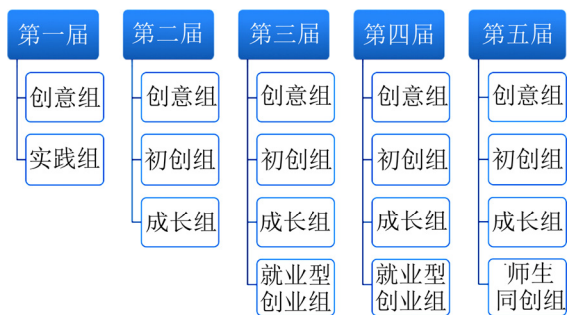 第一届
创意组
实践组
第二届
创意组
初创组
成长组
第三届
创意组
初创组
成长组
就业型
创业组
第四届
创意组
初创组
成长组
就业型
创业组
第五届
创意组
初创组
成长组
师生
同创组